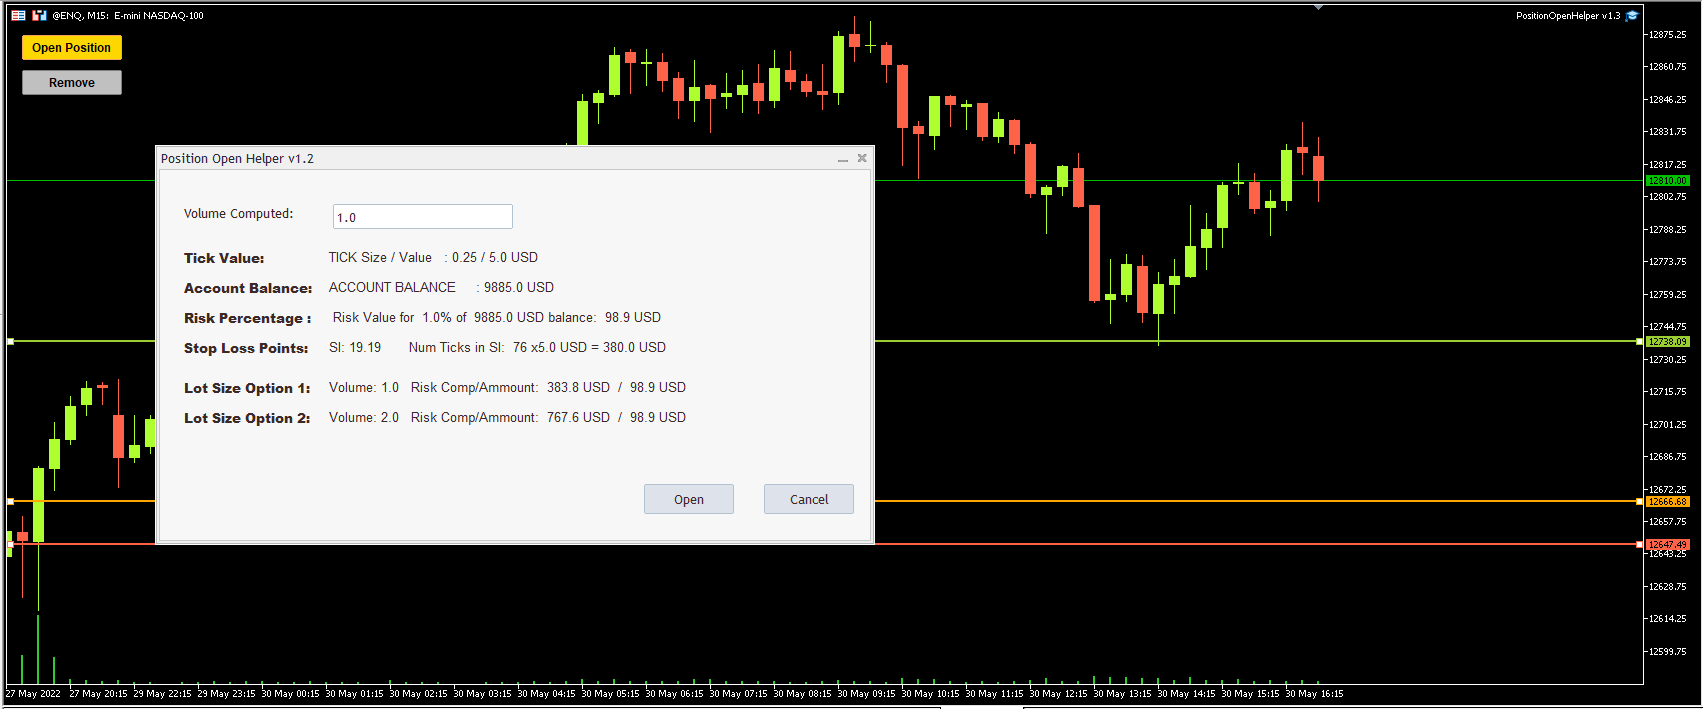 @ENQ, M15: E-mini NASDAQ-100
PositionOpenHelper v1.3
Open Position
Remove
Position Open Helper v1.2
Volume Computed: 1.0
Tick Value: TICK Size / Value : 0.25 / 5.0 USD
Account Balance: ACCOUNT BALANCE : 9885.0 USD
Risk Percentage : Risk Value for 1.0% of 9885.0 USD balance: 98.9 USD
Stop Loss Points: Sl: 19.19 Num Ticks in Sl: 76 x5.0 USD = 380.0 USD
Lot Size Option 1: Volume: 1.0 Risk Comp/Ammount: 383.8 USD / 98.9 USD
Lot Size Option 2: Volume: 2.0 Risk Comp/Ammount: 767.6 USD / 98.9 USD
Open Cancel
12875.25
12860.75
12846.25
12831.75
12817.25
12810.00
12802.75
12788.25
12773.75
12759.25
12744.75
12738.09
12730.25
12715.75
12701.25
12686.75
12672.25
12666.68
12657.75
12647.49
12643.25
12628.75
12614.25
12599.75
27 May 2022 27 May 20:15 29 May 22:15 29 May 23:15 30 May 00:15 30 May 01:15 30 May 02:15 30 May 03:15 30 May 04:15 30 May 05:15 30 May 06:15 30 May 07:15 30 May 08:15 30 May 09:15 30 May 10:15 30 May 11:15 30 May 12:15 30 May 13:15 30 May 14:15 30 May 15:15 30 May 16:15